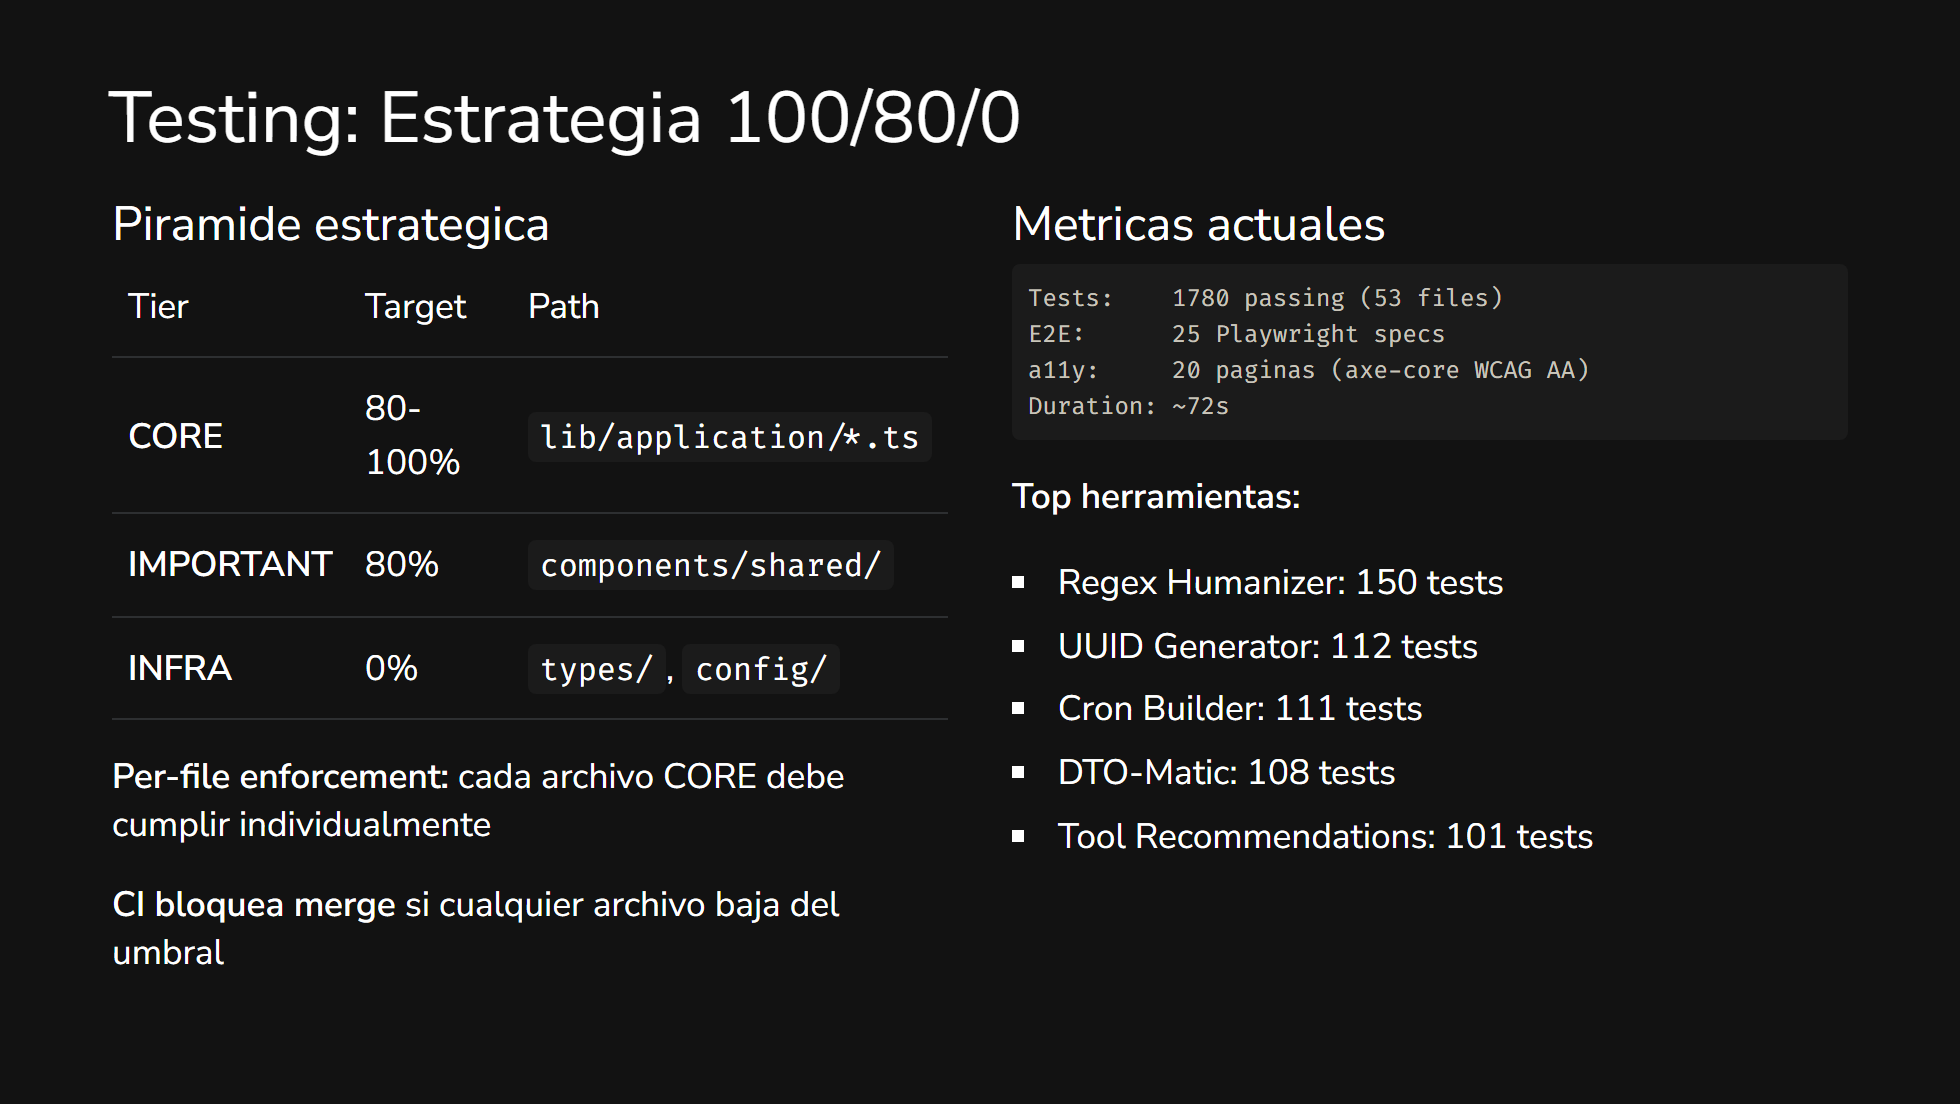 Testing: Estrategia 100/80/0
Piramide estrategica
Tier Target Path
CORE 80-
100% lib/application/*.ts
IMPORTANT 80% components/shared/
INFRA 0% types/, config/
Per-file enforcement: cada archivo CORE debe
cumplir individualmente
CI bloquea merge si cualquier archivo baja del
umbral
Metricas actuales
Tests: 1780 passing (53 files)
E2E: 25 Playwright specs
a11y: 20 paginas (axe-core WCAG AA)
Duration: ~72s
Top herramientas:
Regex Humanizer: 150 tests
UUID Generator: 112 tests
Cron Builder: 111 tests
DTO-Matic: 108 tests
Tool Recommendations: 101 tests